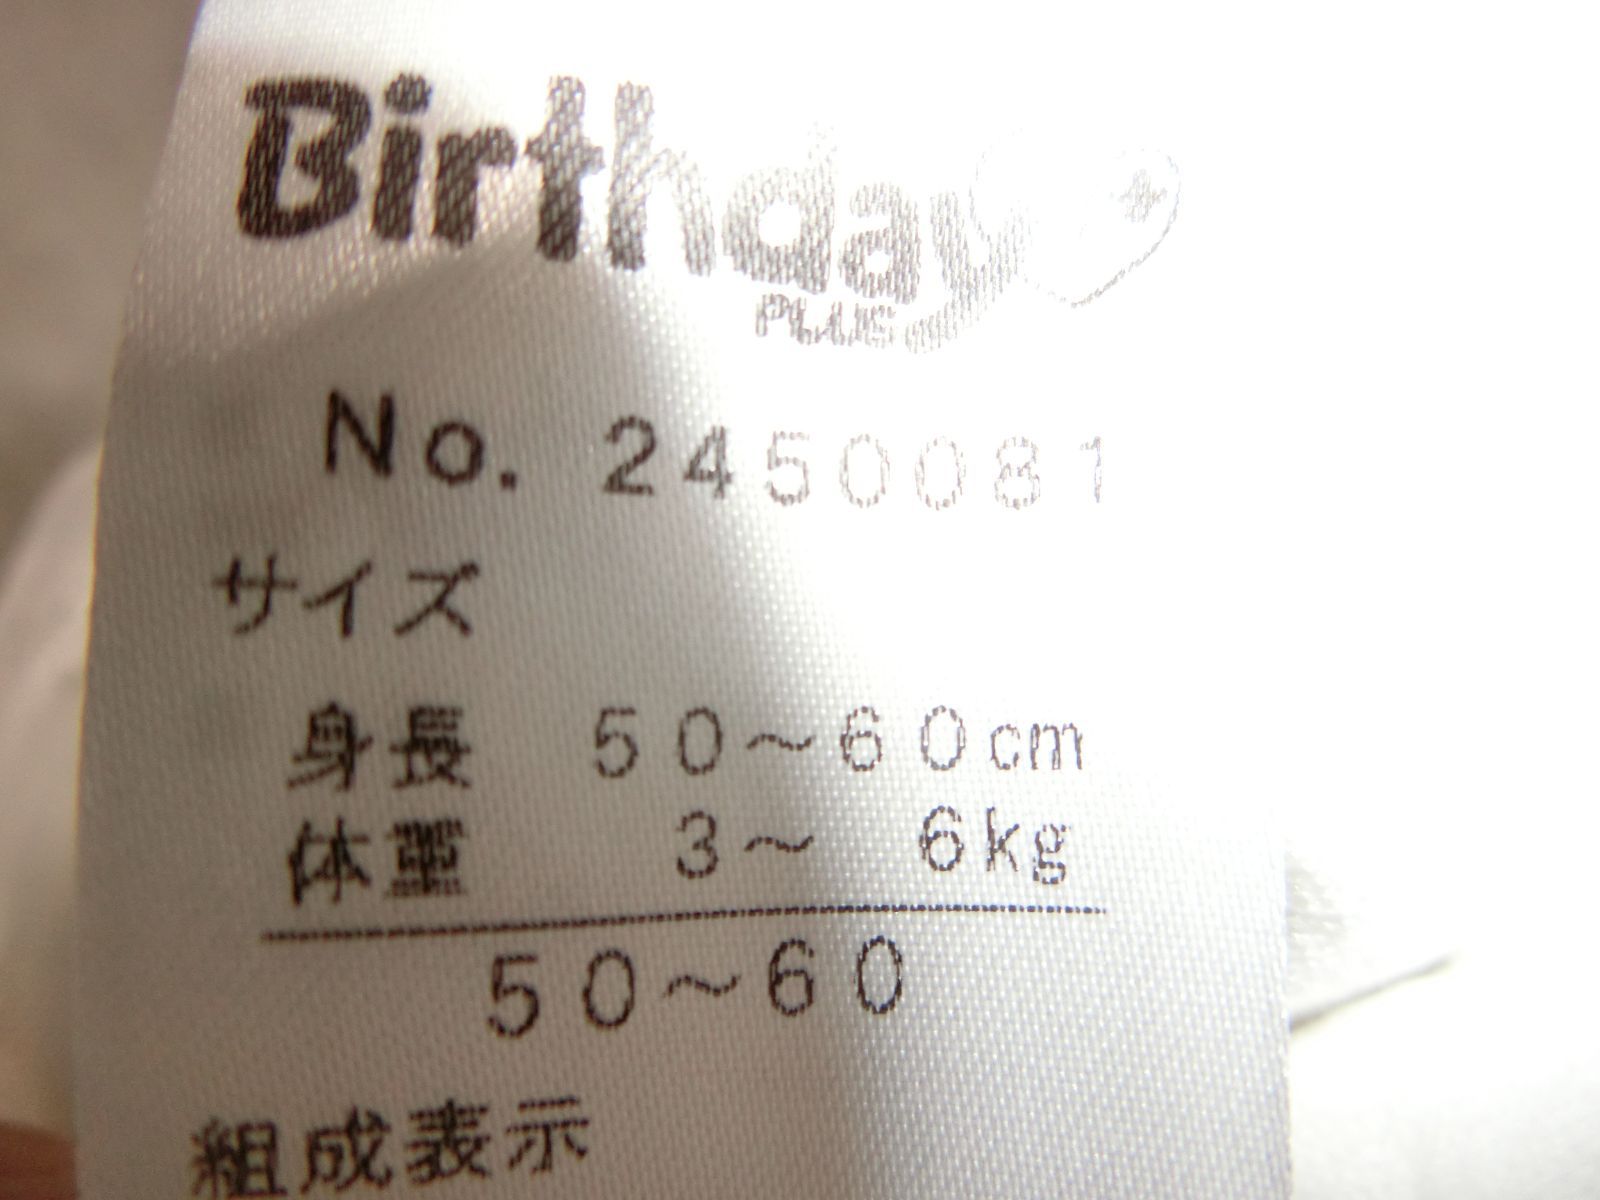 Birthday
PLUS
No. 2450081
サイズ
身長 50～60cm
体重 3～ 6kg
50～60
組成表示